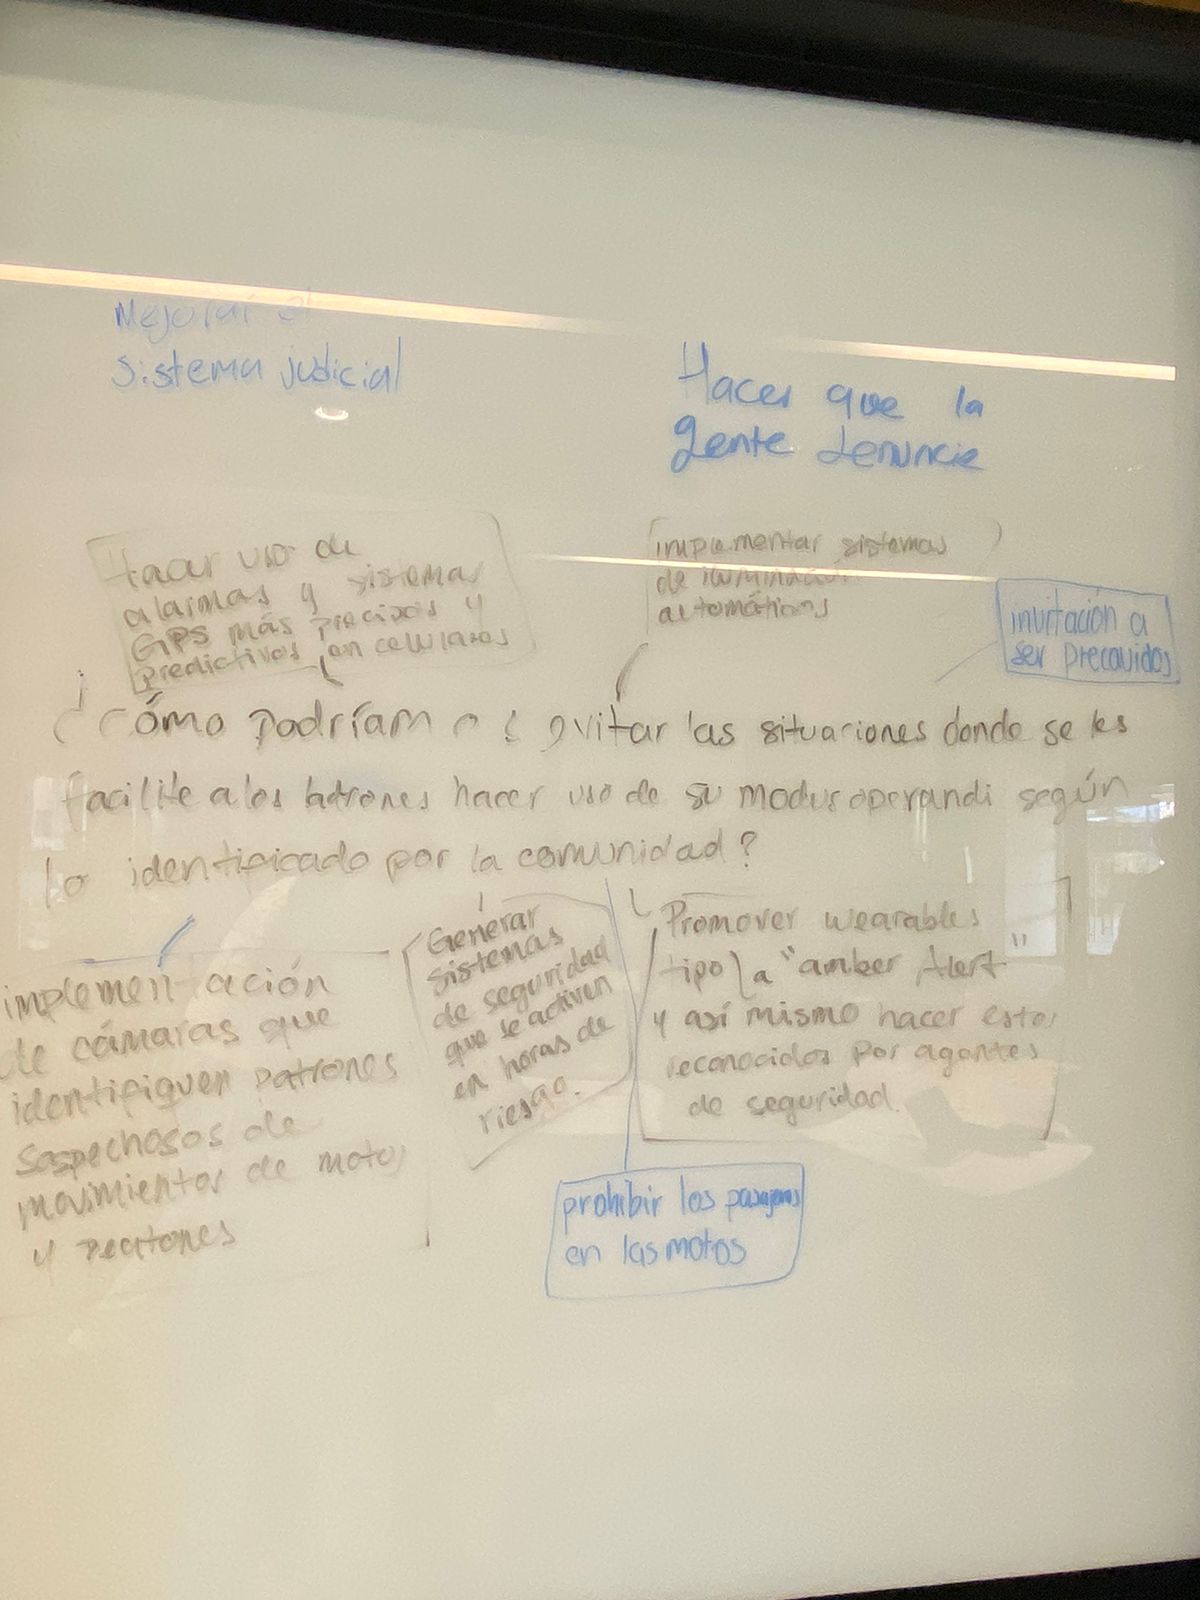 Mejorar el
sistema judicial
Hacer que la
gente denuncie
Hacer uso de
alarmas y sistemas
GPS más precisos y
predictivos en celulares
implementar sistemas
de iluminación
automáticos
invitación a
ser precavidos
¿Cómo podríamos evitar las situaciones donde se les
facilite a los ladrones hacer uso de su modus operandi según
lo identificado por la comunidad?
implementación
de cámaras que
identifiquen patrones
sospechosos de
movimientos de motos
y peatones
Generar
sistemas
de seguridad
que se activen
en horas de
riesgo.
Promover wearables
tipo a "amber Alert"
y así mismo hacer estos
reconocidos por agentes
de seguridad.
prohibir los pasajeros
en las motos